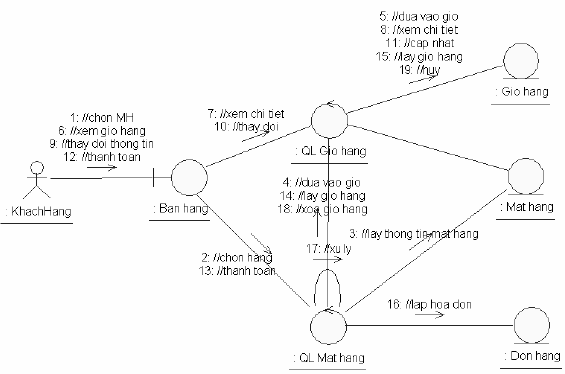 5: //dua vao gio
8: //xem chi tiet
11: //cap nhat
15: //lay gio hang
19: //huy
: Gio hang
1: //chon MH
6: //xem gio hang
9: //thay doi thong tin
12: //thanh toan
7: //xem chi tiet
10: //thay doi
: QL Gio hang
: KhachHang
: Ban hang
4: //dua vao gio
14: //lay gio hang
18: //xoa gio hang
: Mat hang
3: //lay thong tin mat hang
17: //xu ly
2: //chon hang
13: //thanh toan
16: //lap hoa don
: QL Mat hang
: Don hang